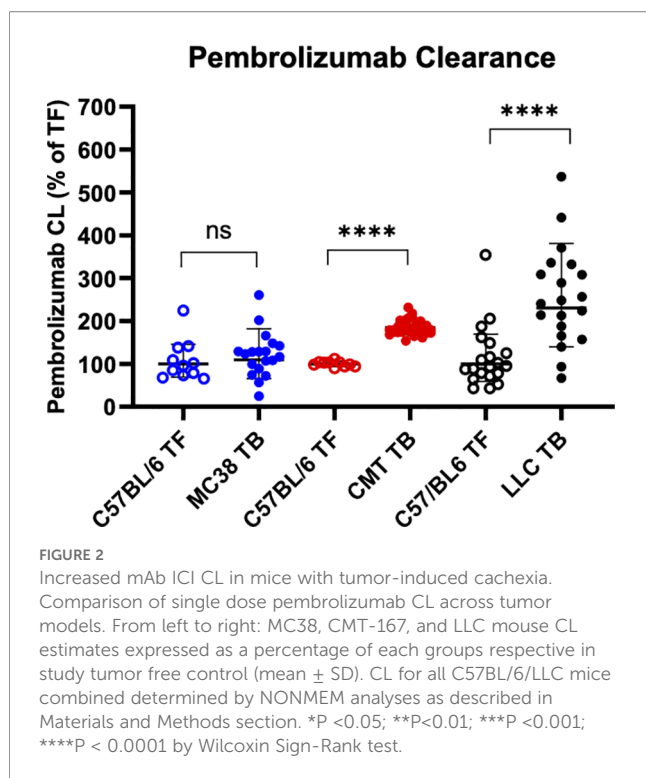 Pembrolizumab Clearance
Pembrolizumab CL (% of TF)
700
600
500
400
300
200
100
0
ns
****
****
C57BL/6 TF
MC38 TB
C57BL/6 TF
CMT TB
C57/BL6 TF
LLC TB
FIGURE 2
Increased mAb ICI CL in mice with tumor-induced cachexia.
Comparison of single dose pembrolizumab CL across tumor
models. From left to right: MC38, CMT-167, and LLC mouse CL
estimates expressed as a percentage of each groups respective in
study tumor free control (mean ± SD). CL for all C57BL/6/LLC mice
combined determined by NONMEM analyses as described in
Materials and Methods section. *P <0.05; **P<0.01; ***P <0.001;
****P < 0.0001 by Wilcoxin Sign-Rank test.